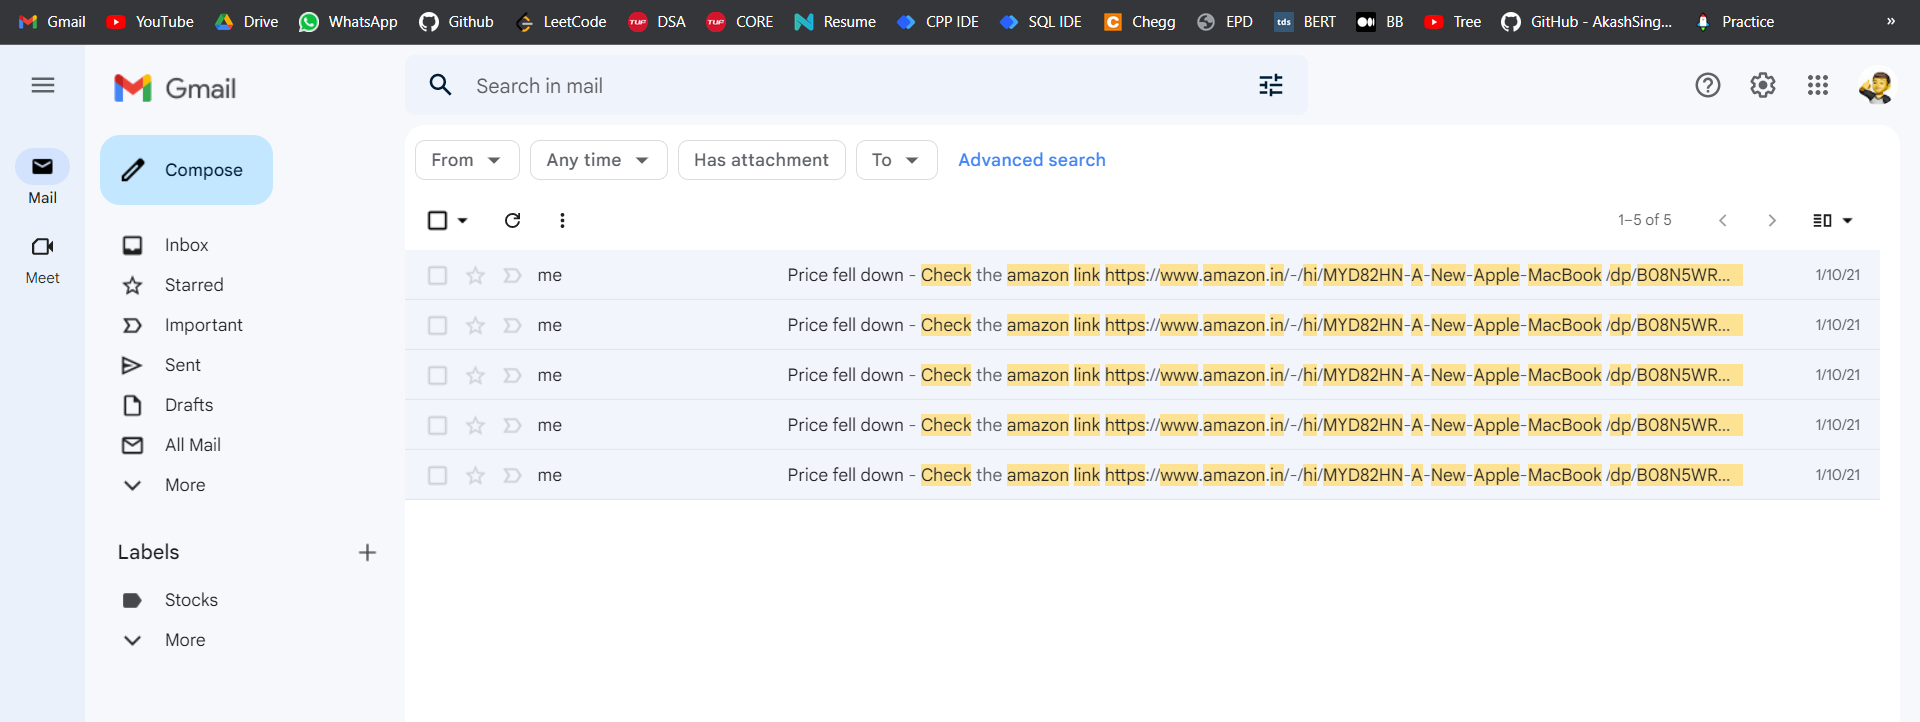 Gmail YouTube Drive WhatsApp Github LeetCode DSA CORE Resume CPP IDE SQL IDE Chegg EPD BERT BB Tree GitHub - AkashSing... Practice »
Gmail
Search in mail
Compose
Mail
Meet
Inbox
Starred
Important
Sent
Drafts
All Mail
More
Labels
Stocks
More
From Any time Has attachment To Advanced search
1–5 of 5
me Price fell down - Check the amazon link https://www.amazon.in/-/hi/MYD82HN-A-New-Apple-MacBook /dp/B08N5WR... 1/10/21
me Price fell down - Check the amazon link https://www.amazon.in/-/hi/MYD82HN-A-New-Apple-MacBook /dp/B08N5WR... 1/10/21
me Price fell down - Check the amazon link https://www.amazon.in/-/hi/MYD82HN-A-New-Apple-MacBook /dp/B08N5WR... 1/10/21
me Price fell down - Check the amazon link https://www.amazon.in/-/hi/MYD82HN-A-New-Apple-MacBook /dp/B08N5WR... 1/10/21
me Price fell down - Check the amazon link https://www.amazon.in/-/hi/MYD82HN-A-New-Apple-MacBook /dp/B08N5WR... 1/10/21